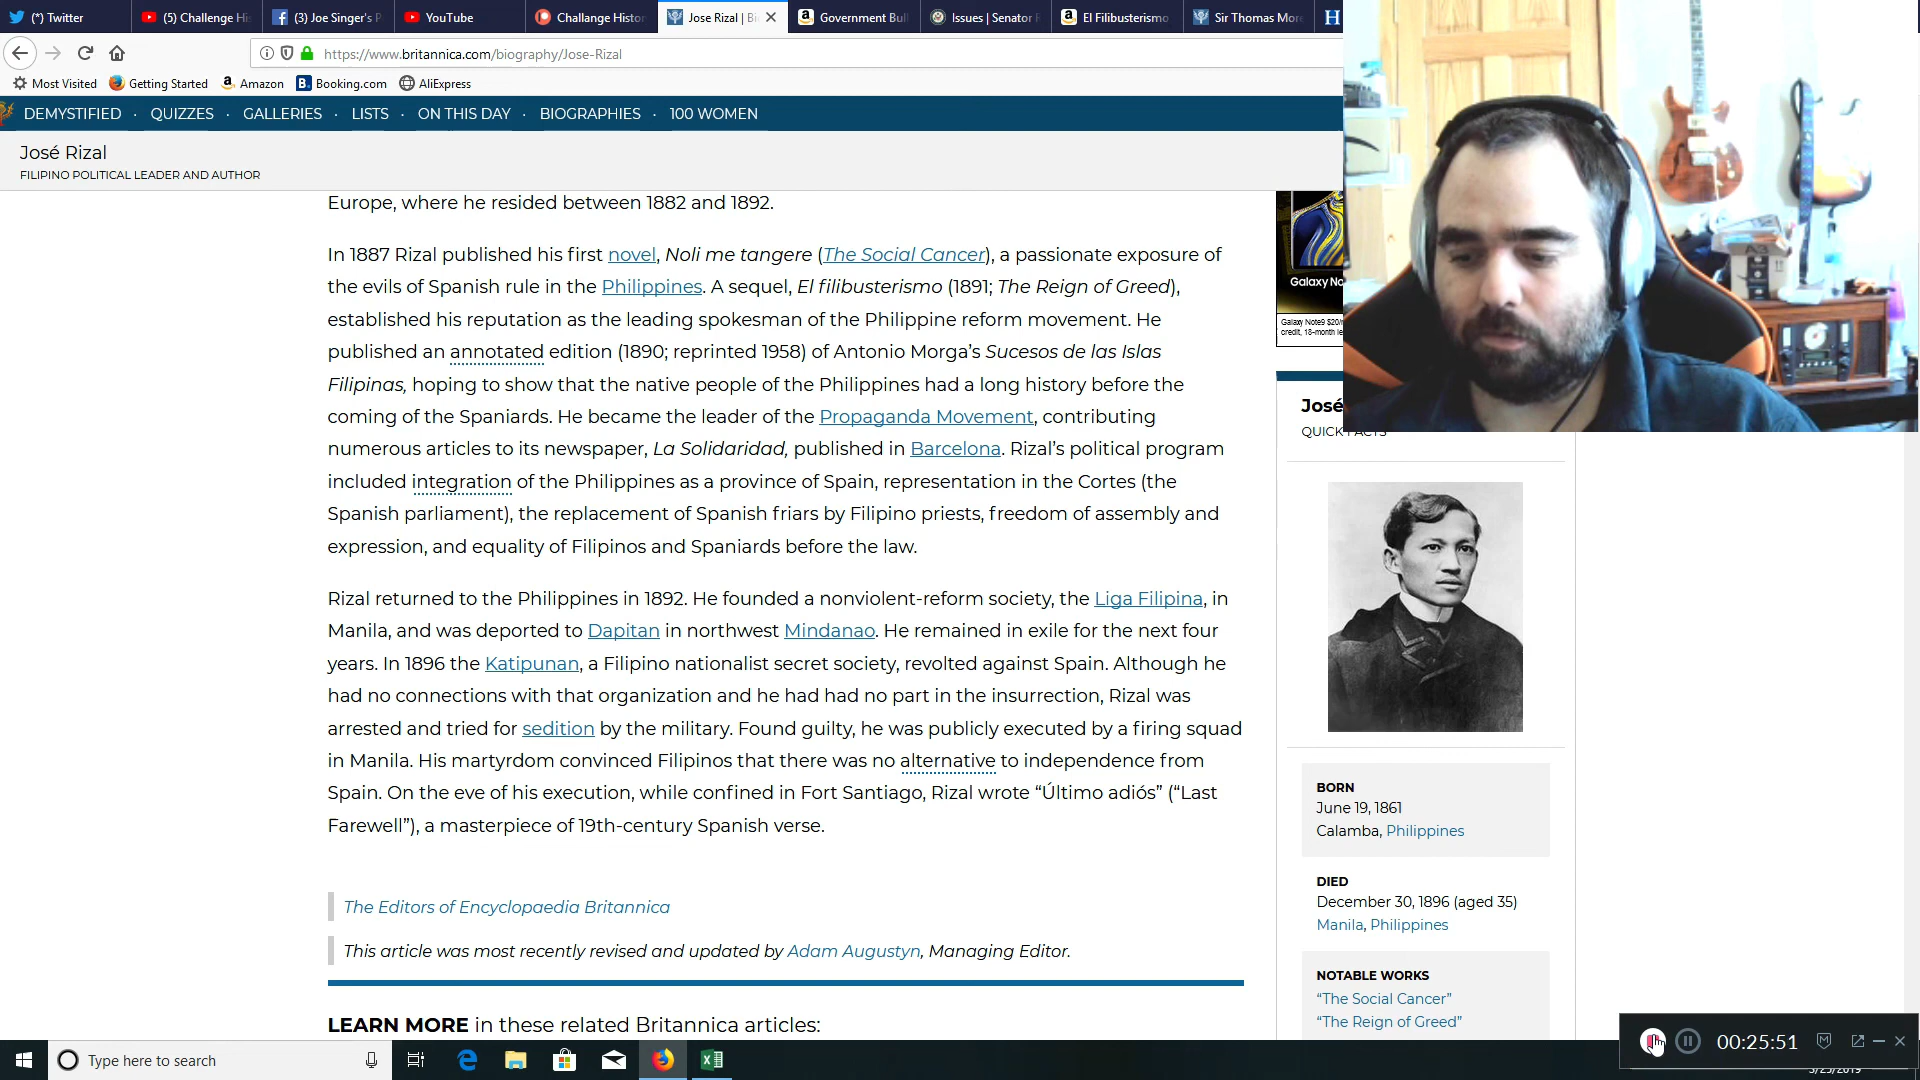 (*) Twitter
(5) Challenge Hi
(3) Joe Singer's P
YouTube
Challange Histor
Jose Rizal | B
Government Bull
Issues | Senator
El Filibusterismo
Sir Thomas Mor
https://www.britannica.com/biography/Jose-Rizal
Most Visited
Getting Started
Amazon
Booking.com
AliExpress
DEMYSTIFIED · QUIZZES · GALLERIES · LISTS · ON THIS DAY · BIOGRAPHIES · 100 WOMEN
José Rizal
FILIPINO POLITICAL LEADER AND AUTHOR
Europe, where he resided between 1882 and 1892.
In 1887 Rizal published his first novel, Noli me tangere (The Social Cancer), a passionate exposure of
the evils of Spanish rule in the Philippines. A sequel, El filibusterismo (1891; The Reign of Greed),
established his reputation as the leading spokesman of the Philippine reform movement. He
published an annotated edition (1890; reprinted 1958) of Antonio Morga's Sucesos de las Islas
Filipinas, hoping to show that the native people of the Philippines had a long history before the
coming of the Spaniards. He became the leader of the Propaganda Movement, contributing
numerous articles to its newspaper, La Solidaridad, published in Barcelona. Rizal's political program
included integration of the Philippines as a province of Spain, representation in the Cortes (the
Spanish parliament), the replacement of Spanish friars by Filipino priests, freedom of assembly and
expression, and equality of Filipinos and Spaniards before the law.
Rizal returned to the Philippines in 1892. He founded a nonviolent-reform society, the Liga Filipina, in
Manila, and was deported to Dapitan in northwest Mindanao. He remained in exile for the next four
years. In 1896 the Katipunan, a Filipino nationalist secret society, revolted against Spain. Although he
had no connections with that organization and he had had no part in the insurrection, Rizal was
arrested and tried for sedition by the military. Found guilty, he was publicly executed by a firing squad
in Manila. His martyrdom convinced Filipinos that there was no alternative to independence from
Spain. On the eve of his execution, while confined in Fort Santiago, Rizal wrote “Último adiós” (“Last
Farewell”), a masterpiece of 19th-century Spanish verse.
The Editors of Encyclopaedia Britannica
This article was most recently revised and updated by Adam Augustyn, Managing Editor.
LEARN MORE in these related Britannica articles:
Galaxy No
Galaxy Note9 $20/
credit, 18-month le
José
QUICK FACTS
BORN
June 19, 1861
Calamba, Philippines
DIED
December 30, 1896 (aged 35)
Manila, Philippines
NOTABLE WORKS
“The Social Cancer”
“The Reign of Greed”
00:25:51
Type here to search